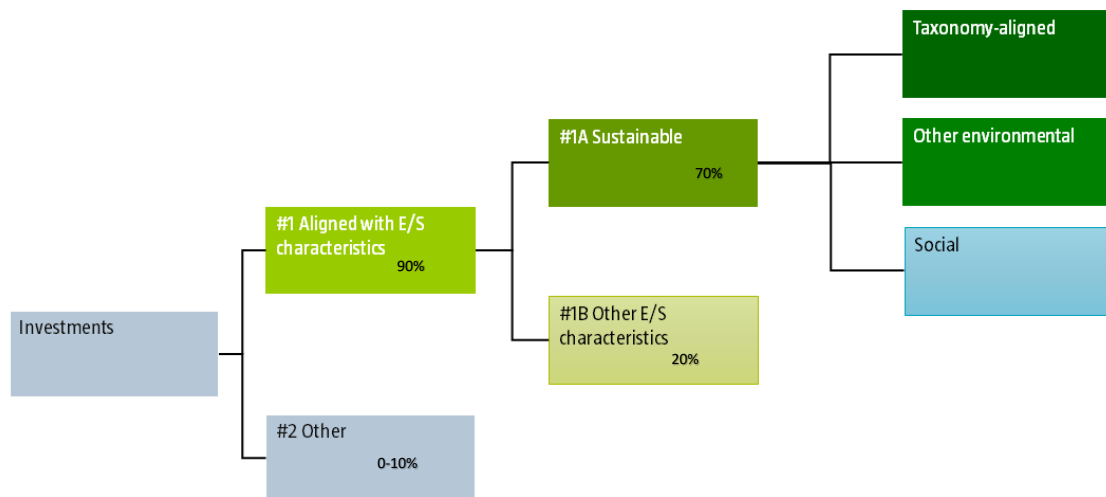 Taxonomy-aligned
#1A Sustainable
70%
Other environmental
#1 Aligned with E/S
characteristics
90%
Social
#1B Other E/S
characteristics
20%
Investments
#2 Other
0-10%